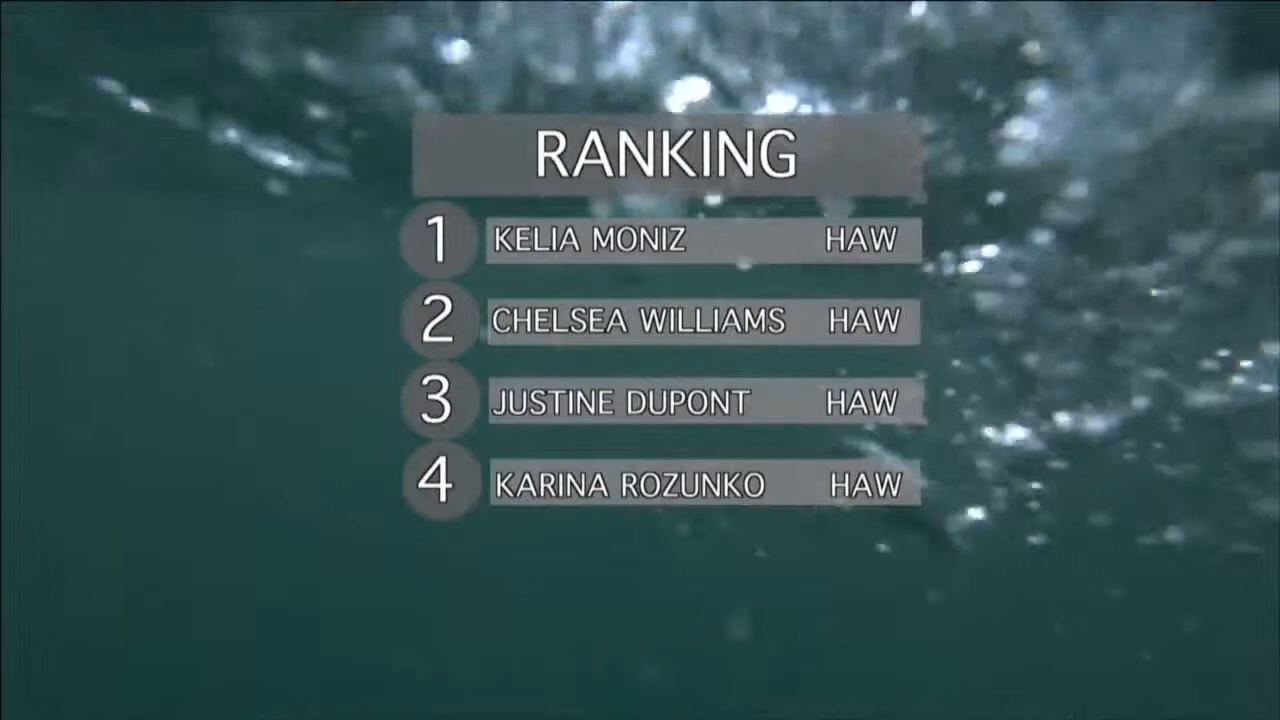 RANKING
1 KELIA MONIZ HAW
2 CHELSEA WILLIAMS HAW
3 JUSTINE DUPONT HAW
4 KARINA ROZUNKO HAW